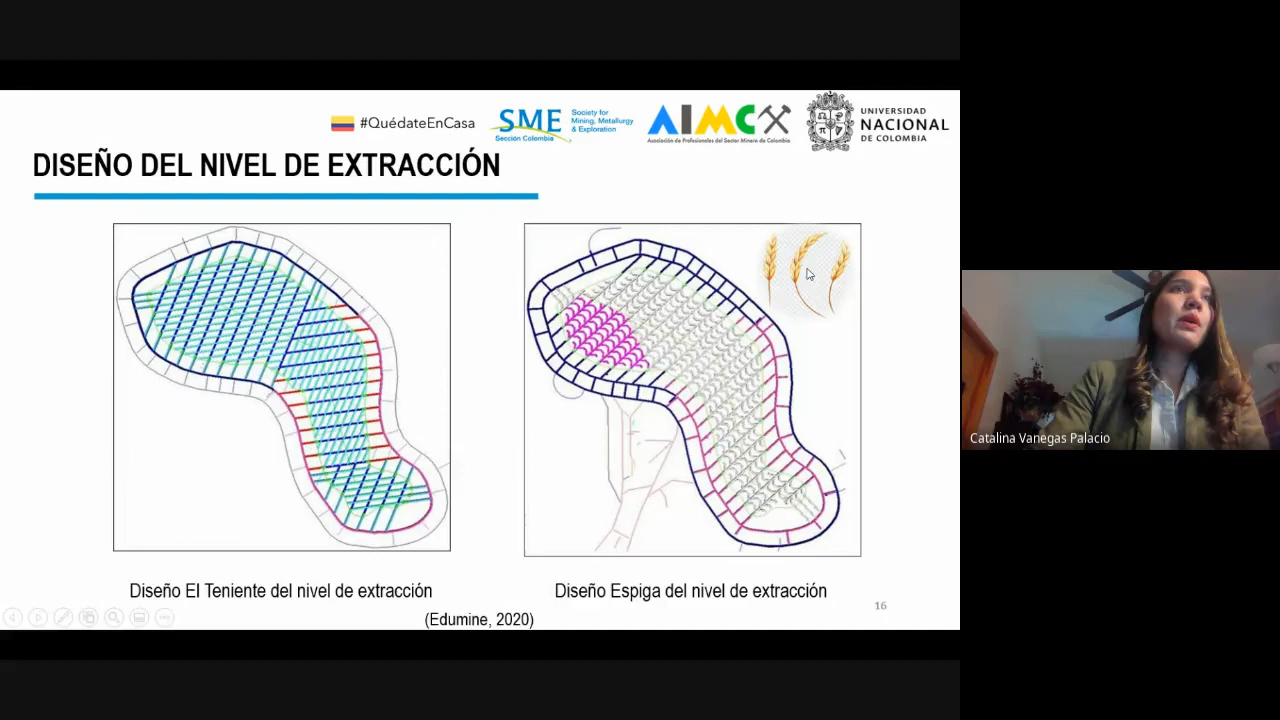 #QuédateEnCasa
SME
Sección Colombia
Society for
Mining, Metallurgy
& Exploration
AIMC
Asociación de Profesionales del Sector Minero de Colombia
UNIVERSIDAD
NACIONAL
DE COLOMBIA
DISEÑO DEL NIVEL DE EXTRACCIÓN
Diseño El Teniente del nivel de extracción
Diseño Espiga del nivel de extracción
(Edumine, 2020)
16
Catalina Vanegas Palacio